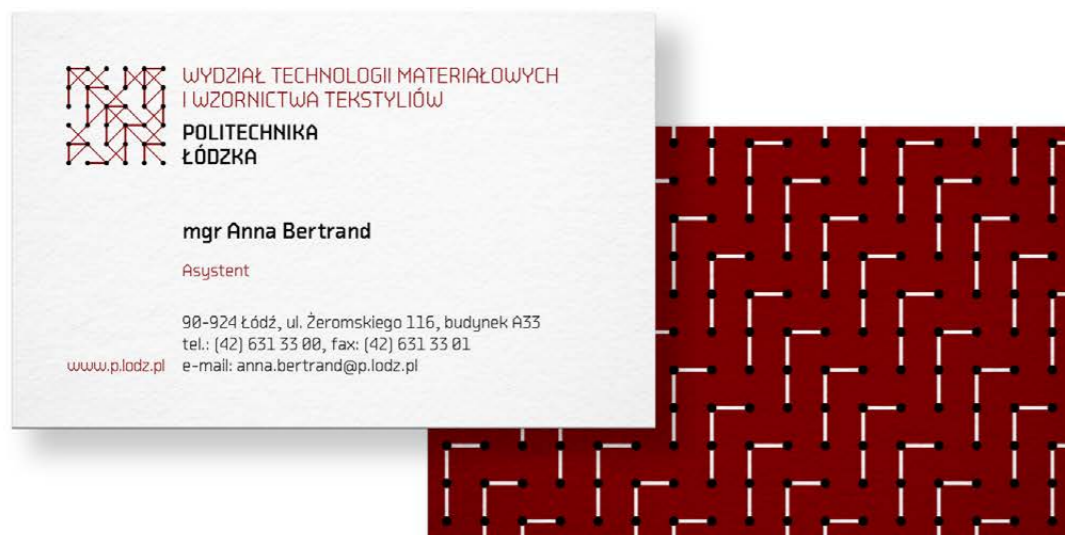 WYDZIAŁ TECHNOLOGII MATERIAŁOWYCH
I WZORNICTWA TEKSTYLIÓW
POLITECHNIKA
ŁÓDZKA
mgr Anna Bertrand
Asystent
90-924 Łódź, ul. Żeromskiego 116, budynek A33
tel.: (42) 631 33 00, fax: (42) 631 33 01
www.p.lodz.pl e-mail: anna.bertrand@p.lodz.pl